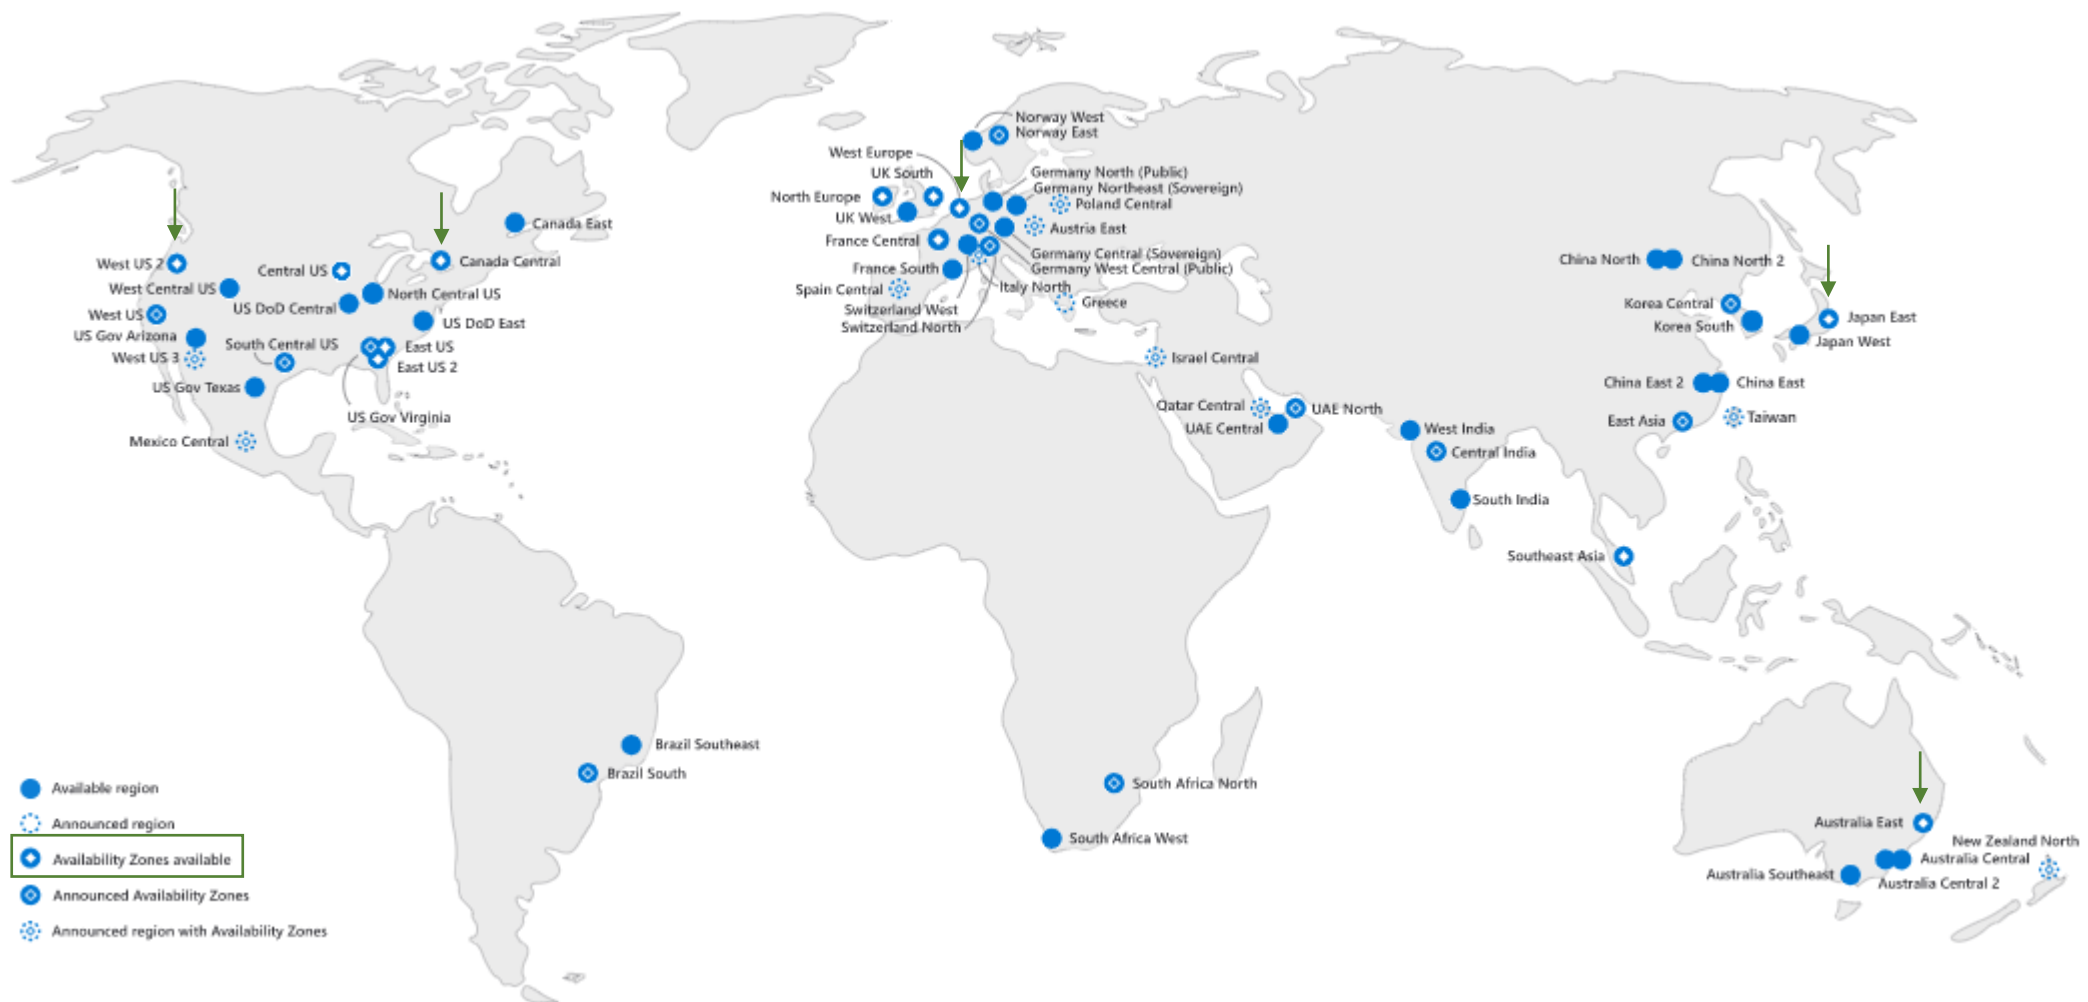 Norway West
Norway East
West Europe
UK South
Germany North (Public)
Germany Northeast (Sovereign)
North Europe
Poland Central
UK West
Austria East
France Central
Germany Central (Sovereign)
Germany West Central (Public)
France South
Italy North
Spain Central
Greece
Switzerland West
Switzerland North
Canada East
West US 2
Central US
Canada Central
West Central US
North Central US
US DoD Central
West US
US DoD East
US Gov Arizona
South Central US
East US
West US 3
East US 2
US Gov Texas
US Gov Virginia
Mexico Central
China North
China North 2
Korea Central
Japan East
Korea South
Japan West
Israel Central
China East 2
China East
Qatar Central
UAE North
Taiwan
East Asia
UAE Central
West India
Central India
South India
Southeast Asia
Brazil Southeast
Brazil South
South Africa North
South Africa West
Australia East
New Zealand North
Australia Central
Australia Southeast
Australia Central 2
Available region
Announced region
Availability Zones available
Announced Availability Zones
Announced region with Availability Zones